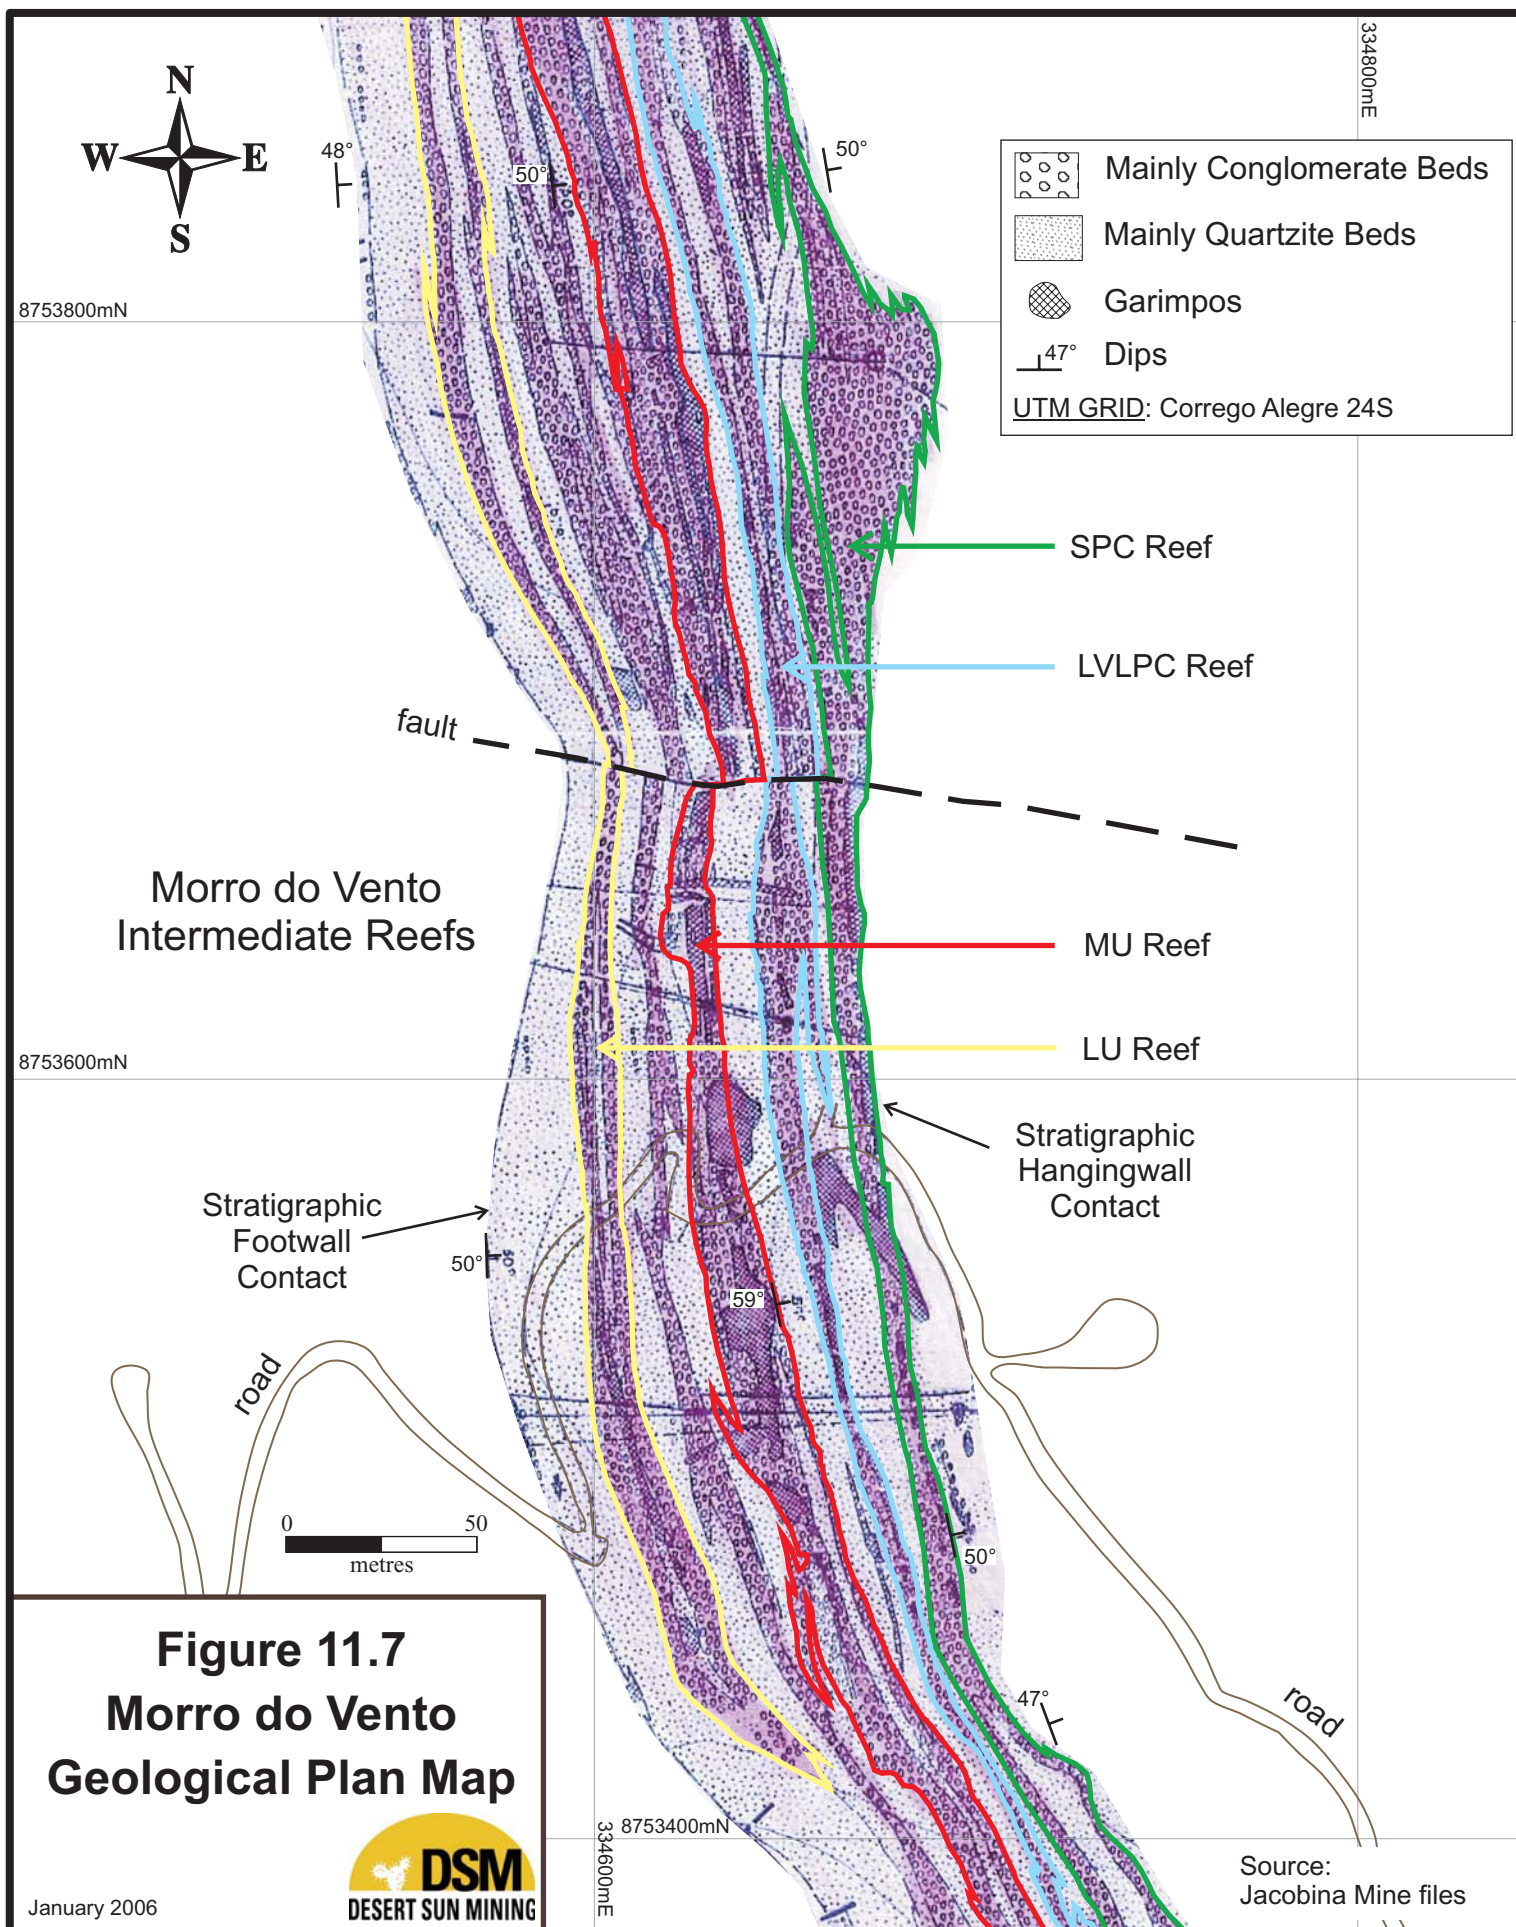 N
W E
S
48°
50°
50°
334800mE
Mainly Conglomerate Beds
Mainly Quartzite Beds
Garimpos
47° Dips
UTM GRID: Corrego Alegre 24S
8753800mN
SPC Reef
LVLPC Reef
fault
Morro do Vento
Intermediate Reefs
MU Reef
LU Reef
8753600mN
Stratigraphic
Hangingwall
Contact
Stratigraphic
Footwall
Contact
50°
59°
road
0 50
metres
50°
47°
road
Figure 11.7
Morro do Vento
Geological Plan Map
8753400mN
334600mE
DSM
DESERT SUN MINING
January 2006
Source:
Jacobina Mine files